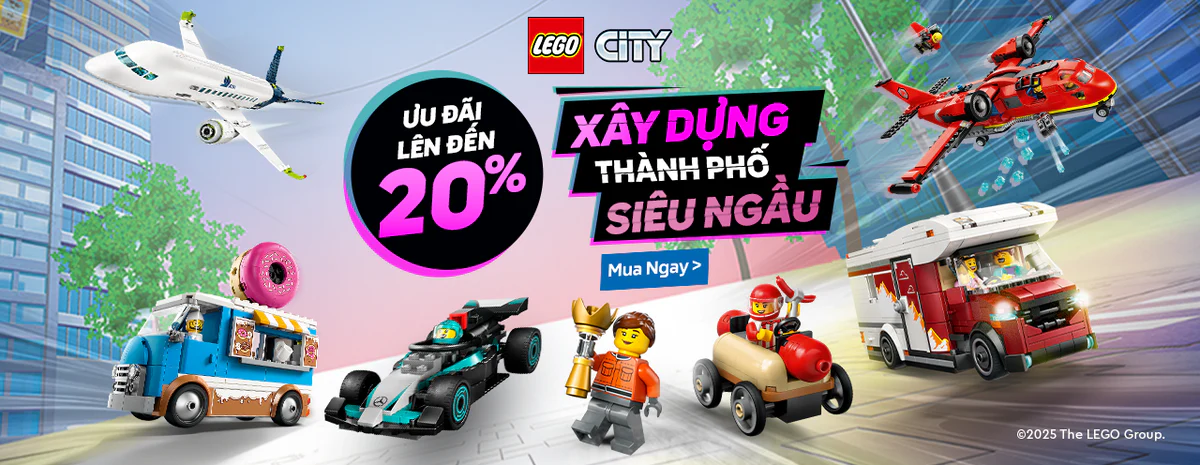 LEGO CITY
ƯU ĐÃI
LÊN ĐẾN
20%
XÂY DỰNG
THÀNH PHỐ
SIÊU NGẦU
Mua Ngay >
©2025 The LEGO Group.